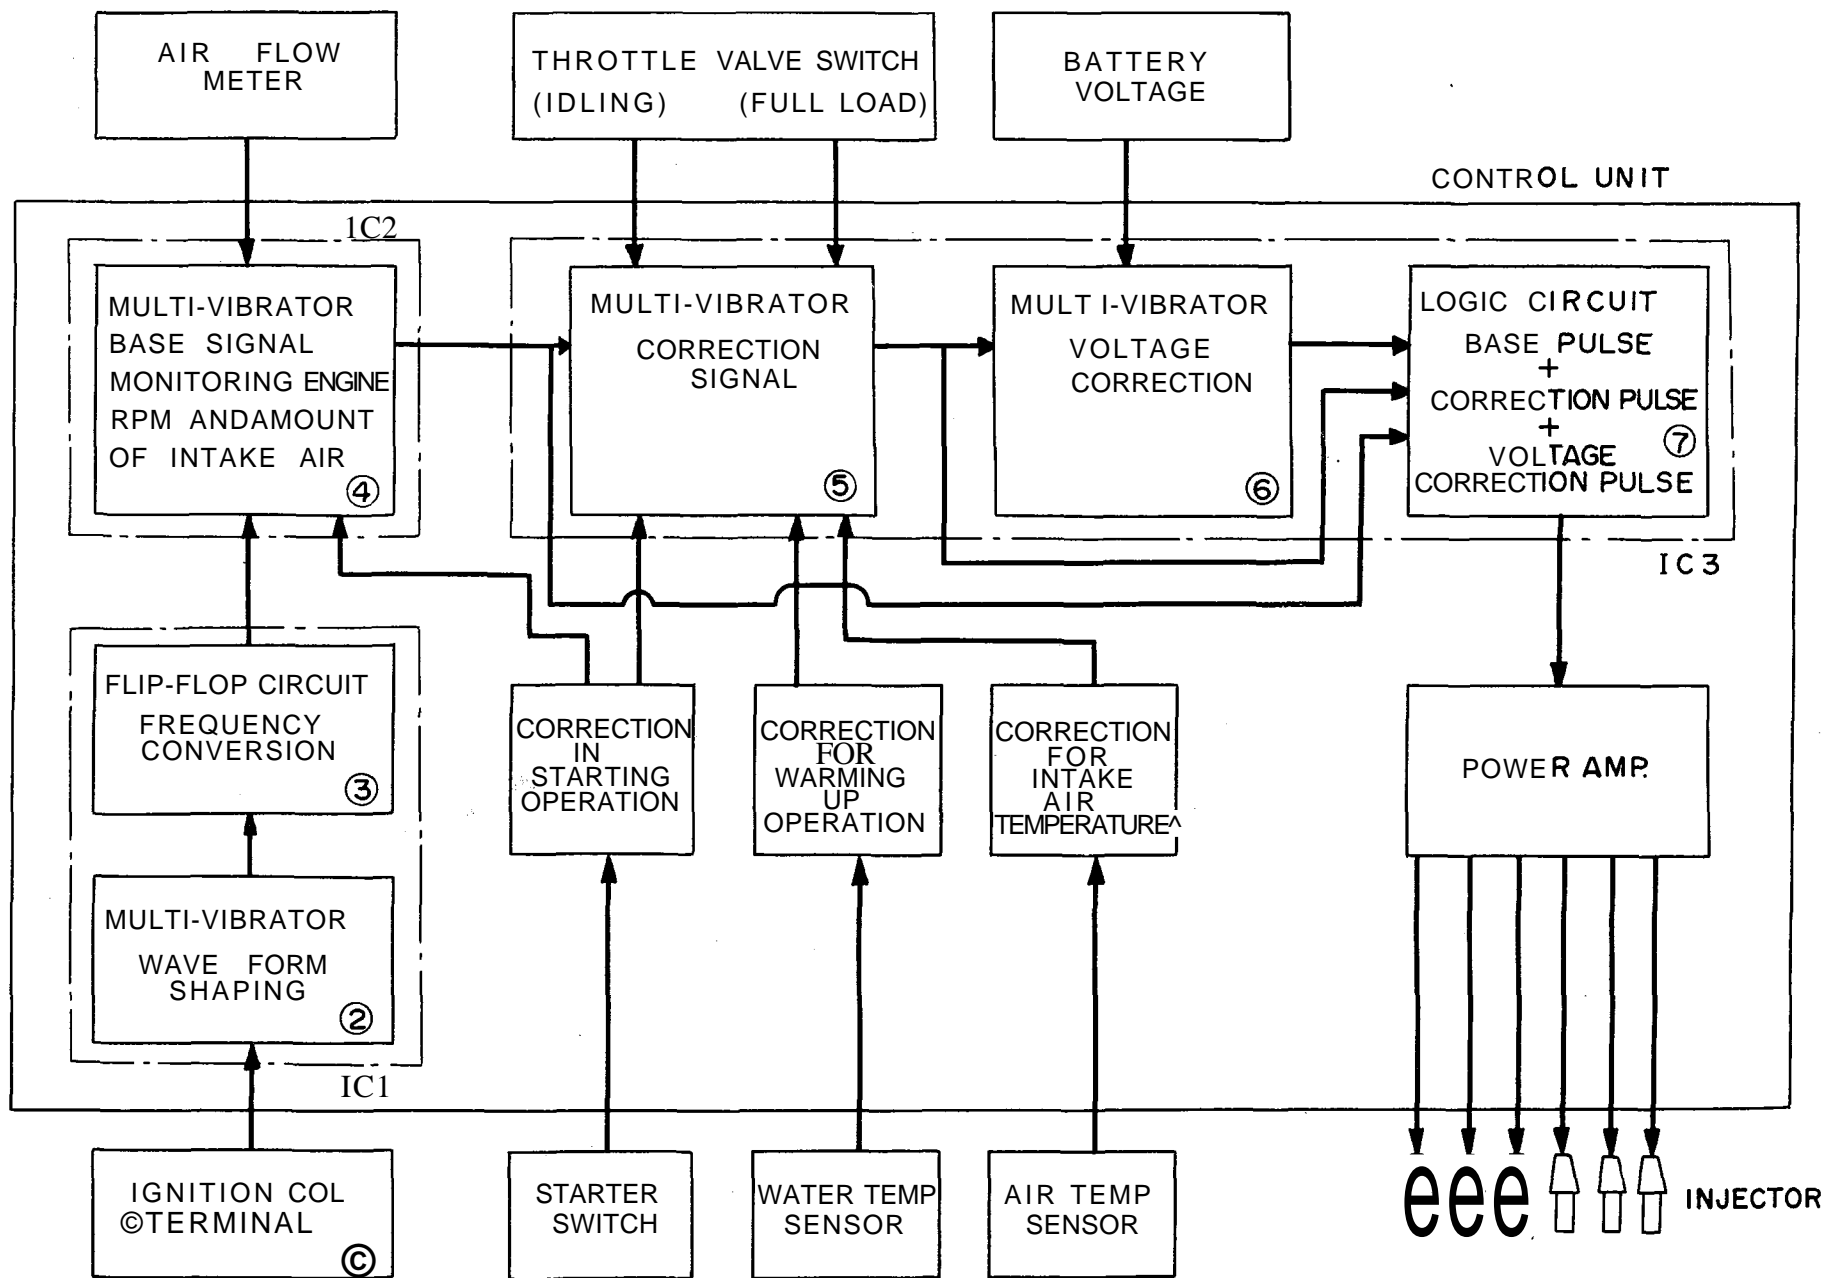 AIR FLOW
METER
THROTTLE VALVE SWITCH
(IDLING) (FULL LOAD)
BATTERY
VOLTAGE
CONTROL UNIT
1C2
MULTI-VIBRATOR
BASE SIGNAL
MONITORING ENGINE
RPM ANDAMOUNT
OF INTAKE AIR
④
MULTI-VIBRATOR
CORRECTION
SIGNAL
⑤
MULT I-VIBRATOR
VOLTAGE
CORRECTION
⑥
LOGIC CIRCUIT
BASE PULSE
+
CORRECTION PULSE
+
⑦
VOLTAGE
CORRECTION PULSE
IC3
FLIP-FLOP CIRCUIT
FREQUENCY
CONVERSION
③
CORRECTION
IN
STARTING
OPERATION
CORRECTION
FOR
WARMING
UP
OPERATION
CORRECTION
FOR
INTAKE
AIR
TEMPERATURE^
POWER AMP.
MULTI-VIBRATOR
WAVE FORM
SHAPING
②
IC1
IGNITION COL
©TERMINAL
©
STARTER
SWITCH
WATER TEMP
SENSOR
AIR TEMP
SENSOR
e e e
INJECTOR